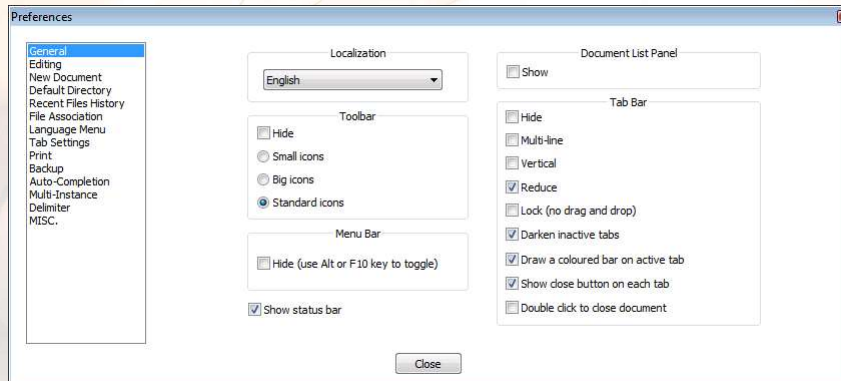 Preferences
General
Editing
New Document
Default Directory
Recent Files History
File Association
Language Menu
Tab Settings
Print
Backup
Auto-Completion
Multi-Instance
Delimiter
MISC.
Localization
English
Toolbar
Hide
Small icons
Big icons
Standard icons
Menu Bar
Hide (use Alt or F10 key to toggle)
Show status bar
Document List Panel
Show
Tab Bar
Hide
Multi-line
Vertical
Reduce
Lock (no drag and drop)
Darken inactive tabs
Draw a coloured bar on active tab
Show close button on each tab
Double click to close document
Close